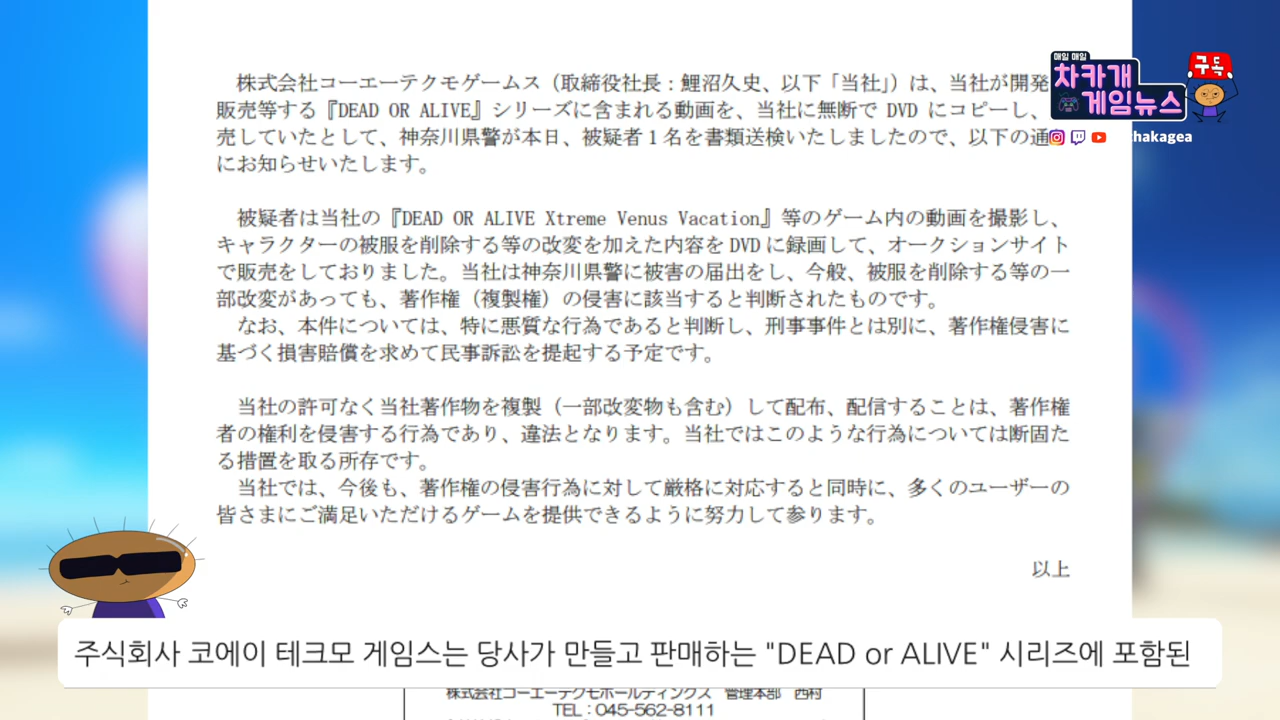 株式会社コーエーテクモゲームス（取締役社長：鯉沼久史、以下「当社」）は、当社が開発
販売等する『DEAD OR ALIVE』シリーズに含まれる動画を、当社に無断で DVD にコピーし、
売していたとして、神奈川県警が本日、被疑者１名を書類送検いたしましたので、以下の通
にお知らせいたします。
被疑者は当社の『DEAD OR ALIVE Xtreme Venus Vacation』等のゲーム内の動画を撮影し、
キャラクターの被服を削除する等の改変を加えた内容を DVD に録画して、オークションサイト
で販売をしておりました。当社は神奈川県警に被害の届出をし、今般、被服を削除する等の一
部改変があっても、著作権（複製権）の侵害に該当すると判断されたものです。
なお、本件については、特に悪質な行為であると判断し、刑事事件とは別に、著作権侵害に
基づく損害賠償を求めて民事訴訟を提起する予定です。
当社の許可なく当社著作物を複製（一部改変物も含む）して配布、配信することは、著作権
者の権利を侵害する行為であり、違法となります。当社ではこのような行為については断固た
る措置を取る所存です。
当社では、今後も、著作権の侵害行為に対して厳格に対応すると同時に、多くのユーザーの
皆さまにご満足いただけるゲームを提供できるように努力して参ります。
以上
매일 매일
차카개
게임뉴스
구독
hakagea
주식회사 코에이 테크모 게임스는 당사가 만들고 판매하는 "DEAD or ALIVE" 시리즈에 포함된
株式会社コーエーテクモホールディングス 管理本部 西村
TEL：045-562-8111